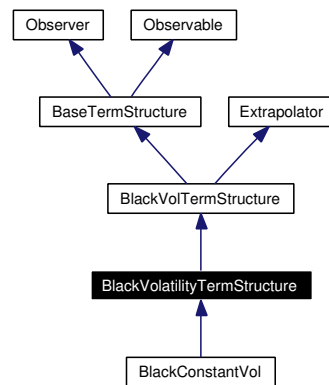 Observer
Observable
BaseTermStructure
Extrapolator
BlackVolTermStructure
BlackVolatilityTermStructure
BlackConstantVol